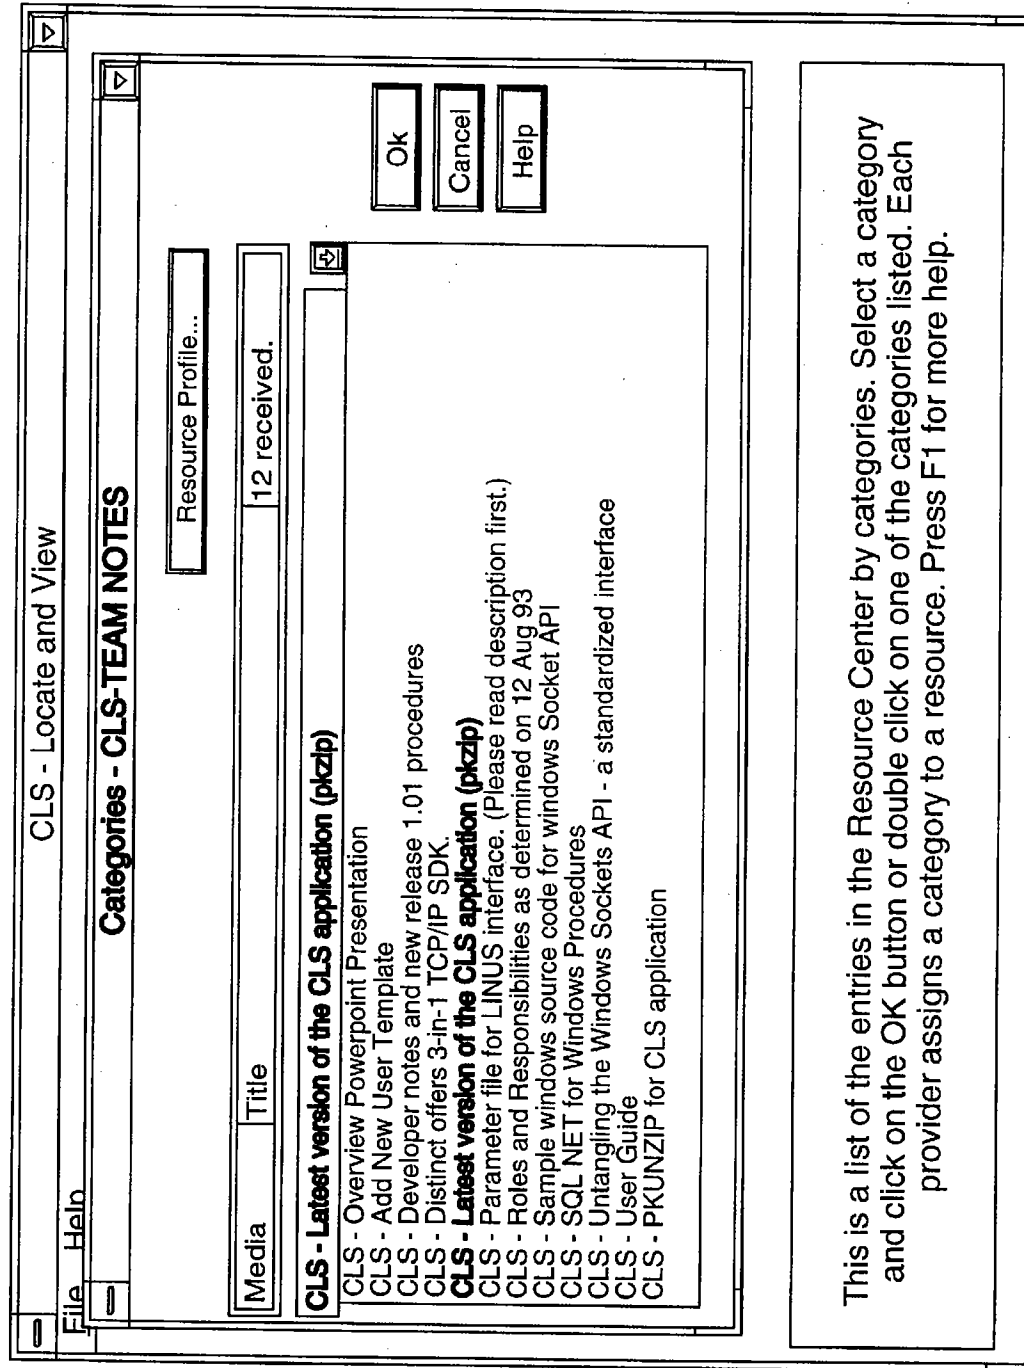 CLS - Locate and View
File Help
Categories - CLS-TEAM NOTES
Resource Profile...
Media Title 12 received.
CLS - Latest version of the CLS application (pkzip)
CLS - Overview Powerpoint Presentation
CLS - Add New User Template
CLS - Developer notes and new release 1.01 procedures
CLS - Distinct offers 3-in-1 TCP/IP SDK.
CLS - Latest version of the CLS application (pkzip)
CLS - Parameter file for LINUS interface. (Please read description first.)
CLS - Roles and Responsibilities as determined on 12 Aug 93
CLS - Sample windows source code for windows Socket API
CLS - SQL NET for Windows Procedures
CLS - Untangling the Windows Sockets API - a standardized interface
CLS - User Guide
CLS - PKUNZIP for CLS application
Ok
Cancel
Help
This is a list of the entries in the Resource Center by categories. Select a category
and click on the OK button or double click on one of the categories listed. Each
provider assigns a category to a resource. Press F1 for more help.